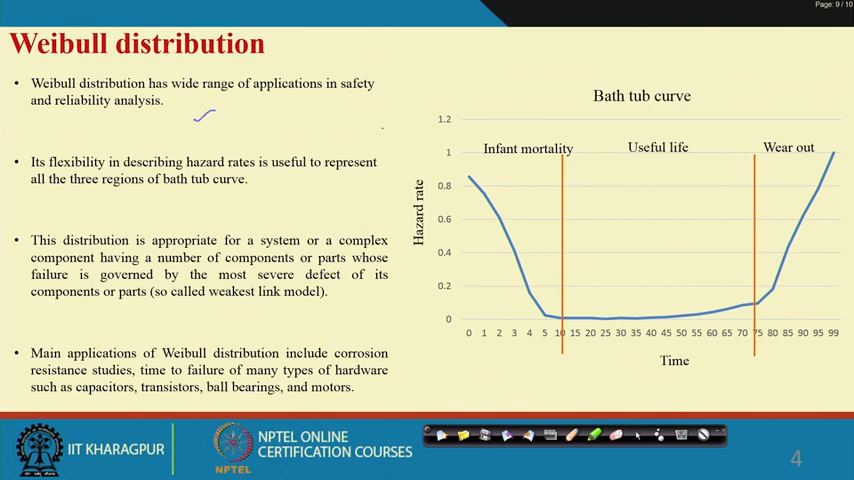 Page: 9 / 10
Weibull distribution
• Weibull distribution has wide range of applications in safety
and reliability analysis.
• Its flexibility in describing hazard rates is useful to represent
all the three regions of bath tub curve.
• This distribution is appropriate for a system or a complex
component having a number of components or parts whose
failure is governed by the most severe defect of its
components or parts (so called weakest link model).
• Main applications of Weibull distribution include corrosion
resistance studies, time to failure of many types of hardware
such as capacitors, transistors, ball bearings, and motors.
Bath tub curve
1.2
1
0.8
0.6
0.4
0.2
0
Hazard rate
Infant mortality Useful life Wear out
0 1 2 3 4 5 10 15 20 25 30 35 40 45 50 55 60 65 70 75 80 85 90 95 99
Time
IIT KHARAGPUR
NPTEL
NPTEL ONLINE
CERTIFICATION COURSES
4